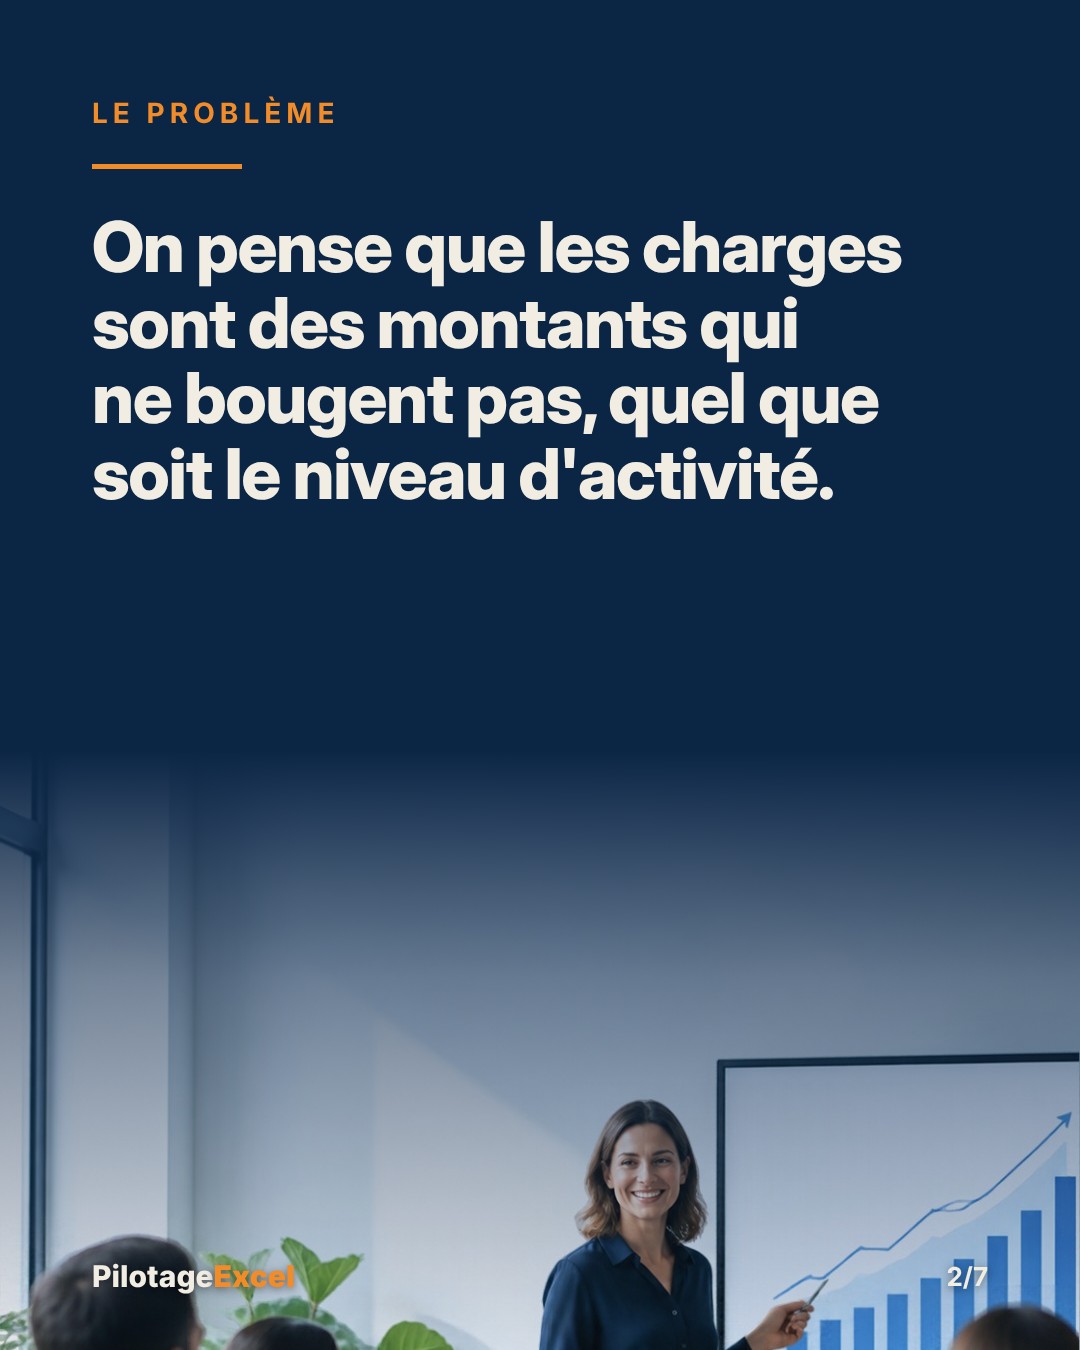 LE PROBLÈME
On pense que les charges
sont des montants qui
ne bougent pas, quel que
soit le niveau d'activité.
PilotageExcel
2/7